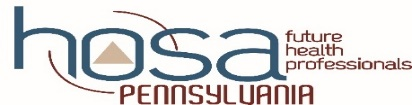 hosa
future
health
professionals
PENNSYLVANIA